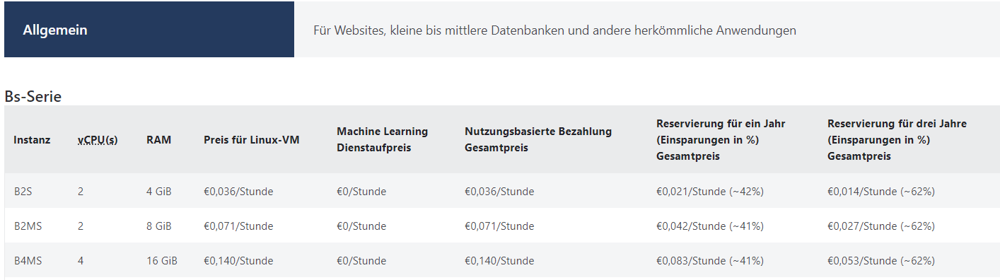 Allgemein
Für Websites, kleine bis mittlere Datenbanken und andere herkömmliche Anwendungen
Bs-Serie
Instanz vCPU(s) RAM Preis für Linux-VM Machine Learning Dienstaufpreis Nutzungsbasierte Bezahlung Gesamtpreis Reservierung für ein Jahr (Einsparungen in %) Gesamtpreis Reservierung für drei Jahre (Einsparungen in %) Gesamtpreis
B2S 2 4 GiB €0,036/Stunde €0/Stunde €0,036/Stunde €0,021/Stunde (~42%) €0,014/Stunde (~62%)
B2MS 2 8 GiB €0,071/Stunde €0/Stunde €0,071/Stunde €0,042/Stunde (~41%) €0,027/Stunde (~62%)
B4MS 4 16 GiB €0,140/Stunde €0/Stunde €0,140/Stunde €0,083/Stunde (~41%) €0,053/Stunde (~62%)